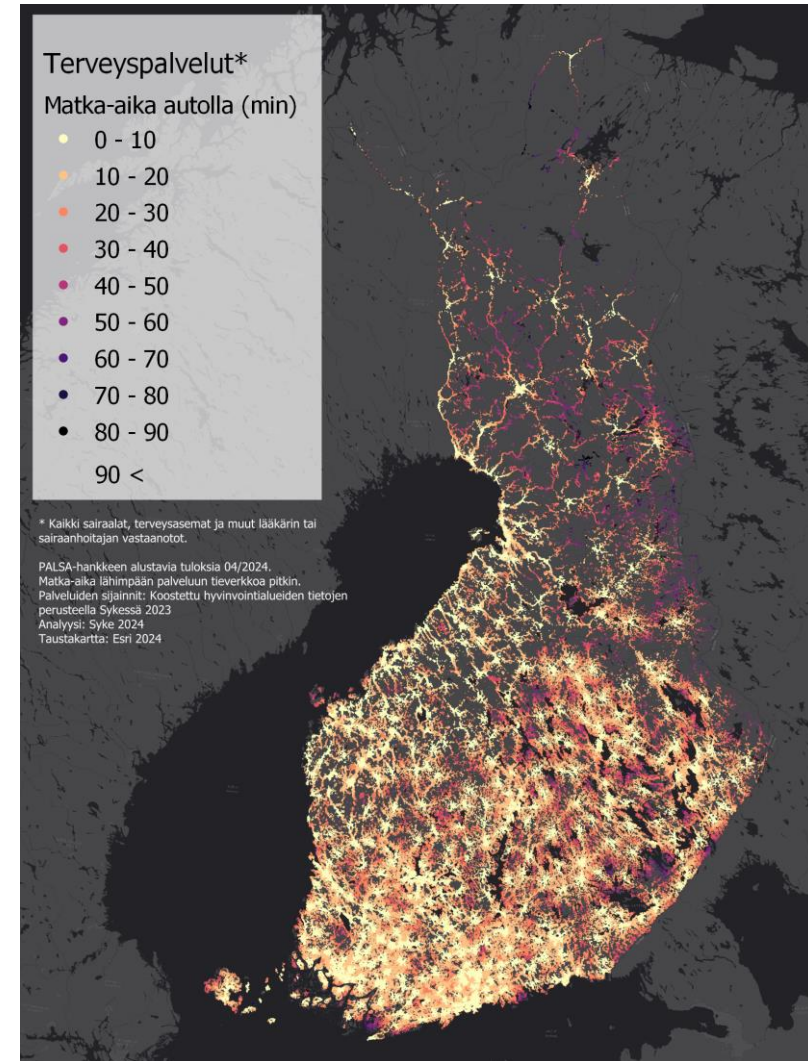 Terveyspalvelut*
Matka-aika autolla (min)
0 - 10
10 - 20
20 - 30
30 - 40
40 - 50
50 - 60
60 - 70
70 - 80
80 - 90
90 <
* Kaikki sairaalat, terveysasemat ja muut lääkärin tai
sairaanhoitajan vastaanotot.
PALSA-hankkeen alustavia tuloksia 04/2024.
Matka-aika lähimpään palveluun tieverkkoa pitkin.
Palveluiden sijainnit: Koostettu hyvinvointialueiden tietojen
perusteella Sykessä 2023
Analyysi: Syke 2024
Taustakartta: Esri 2024